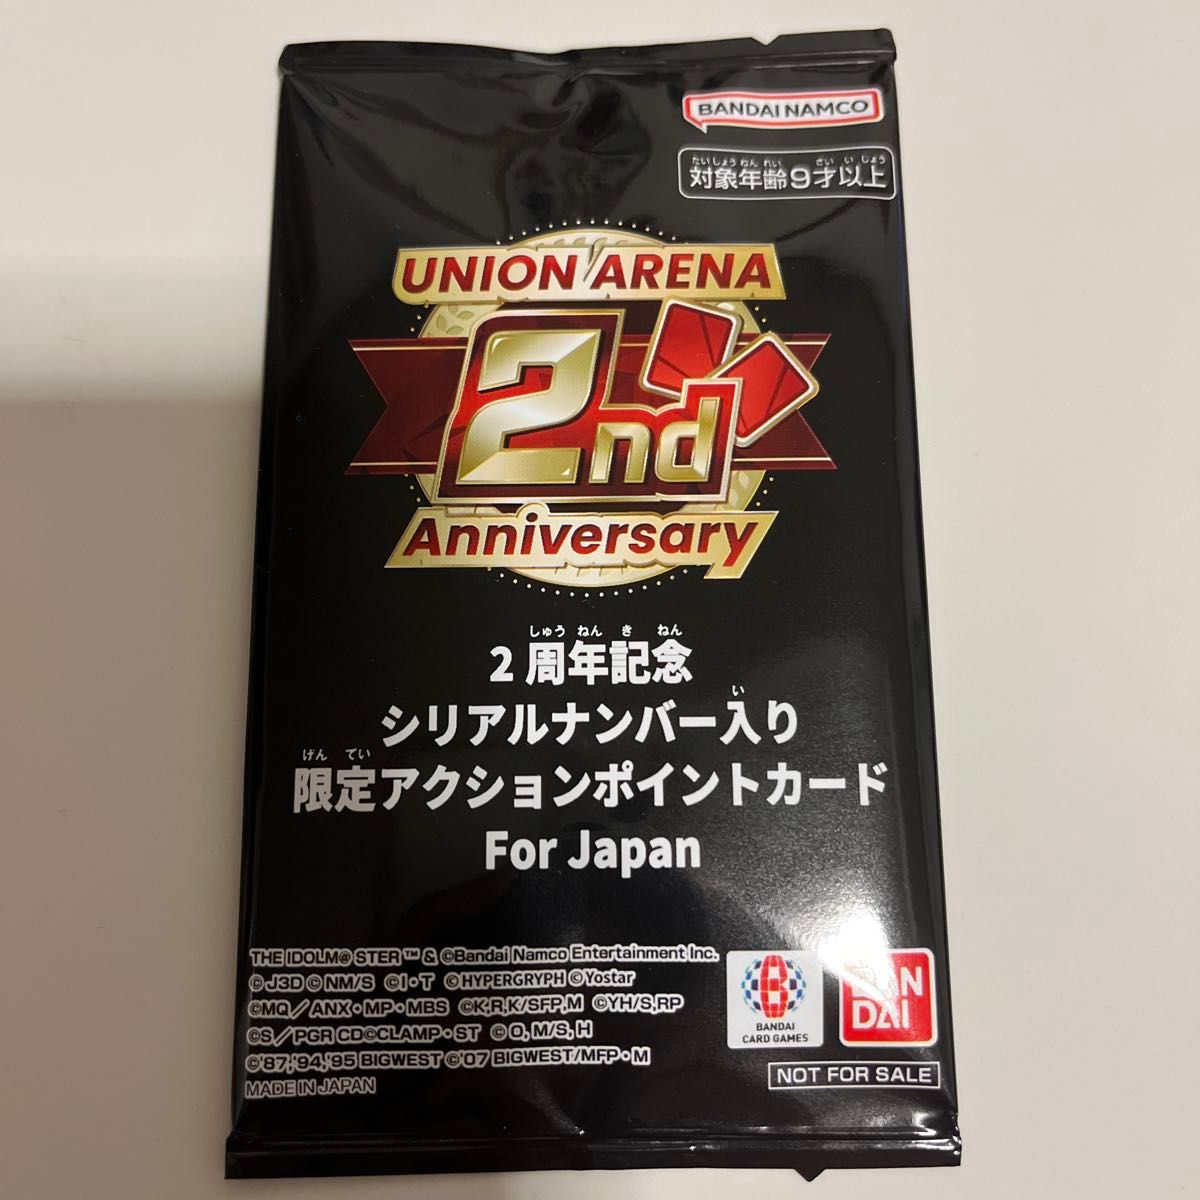 BANDAI NAMCO
たいしょうねんれい さいいじょう
対象年齢9才以上
UNION ARENA
2nd
Anniversary
しゅうねんきねん
2周年記念
い
シリアルナンバー入り
げんてい
限定アクションポイントカード
For Japan
THE IDOLM@STER™ & ©Bandai Namco Entertainment Inc.
©J3D ©NM/S ©I・T ©HYPERGRYPH ©Yostar
©MQ/ANX・MP・MBS ©K,R,K/SFP,M ©YH/S,RP
©S/PGR CD©CLAMP・ST ©O, M/S, H
©'87,'94,'95 BIGWEST ©'07 BIGWEST/MFP・M
MADE IN JAPAN
B
BANDAI
CARD GAMES
BAN
DAI
NOT FOR SALE